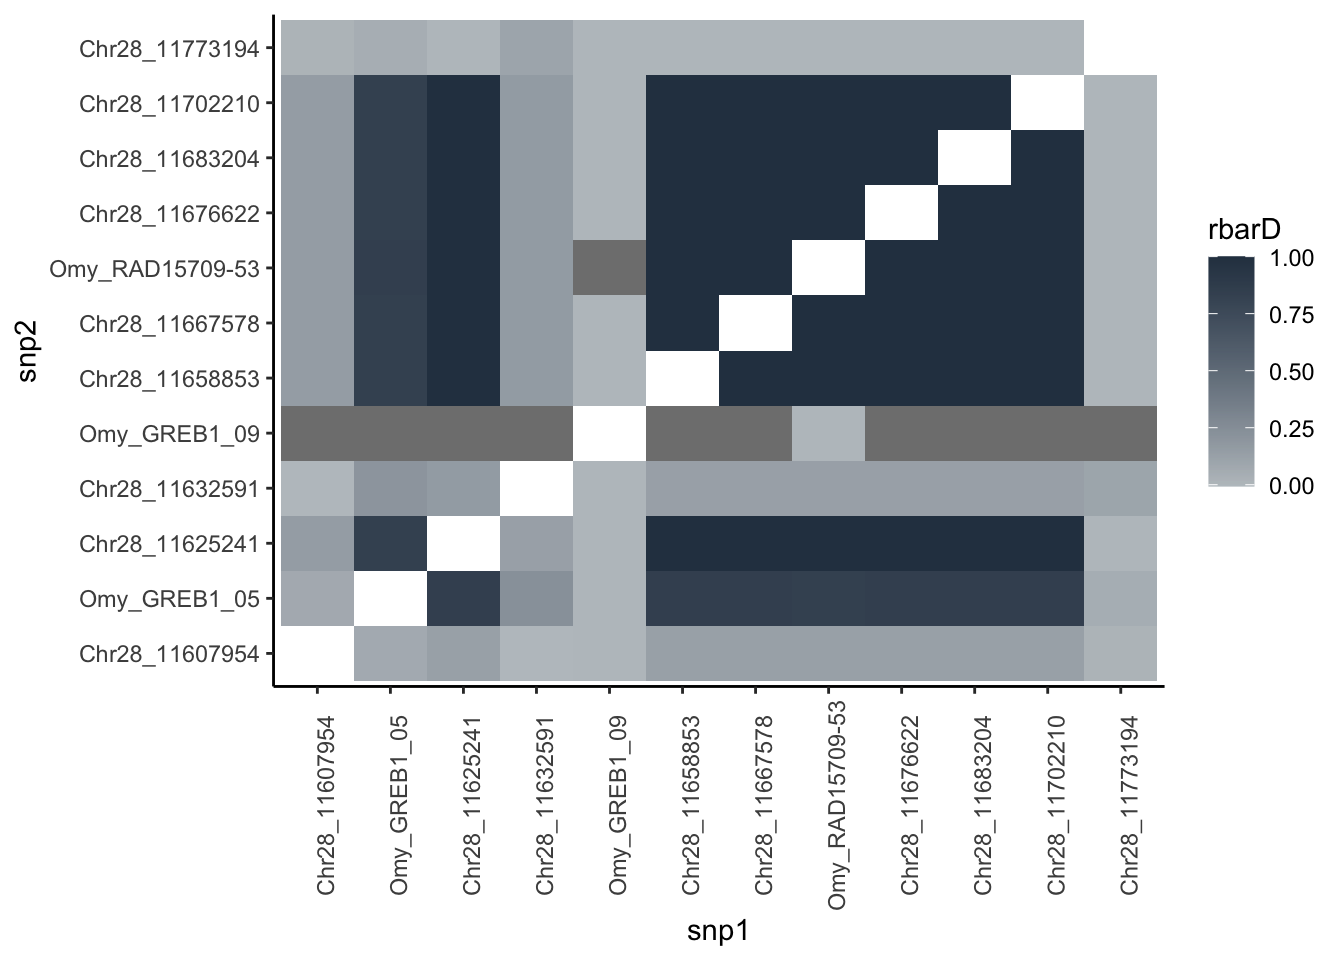 Chr28_11773194
Chr28_11702210
Chr28_11683204
Chr28_11676622
Omy_RAD15709-53
Chr28_11667578
Chr28_11658853
Omy_GREB1_09
Chr28_11632591
Chr28_11625241
Omy_GREB1_05
Chr28_11607954
snp2
Chr28_11607954
Omy_GREB1_05
Chr28_11625241
Chr28_11632591
Omy_GREB1_09
Chr28_11658853
Chr28_11667578
Omy_RAD15709-53
Chr28_11676622
Chr28_11683204
Chr28_11702210
Chr28_11773194
snp1
rbarD
1.00
0.75
0.50
0.25
0.00